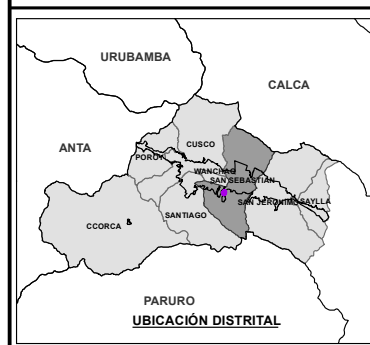 URUBAMBA
CALCA
ANTA
CUSCO
POROY
WANCHAQ
SAN SEBASTIAN
SAN JERONIMO
SAYLLA
SANTIAGO
CCORCA
PARURO
UBICACIÓN DISTRITAL